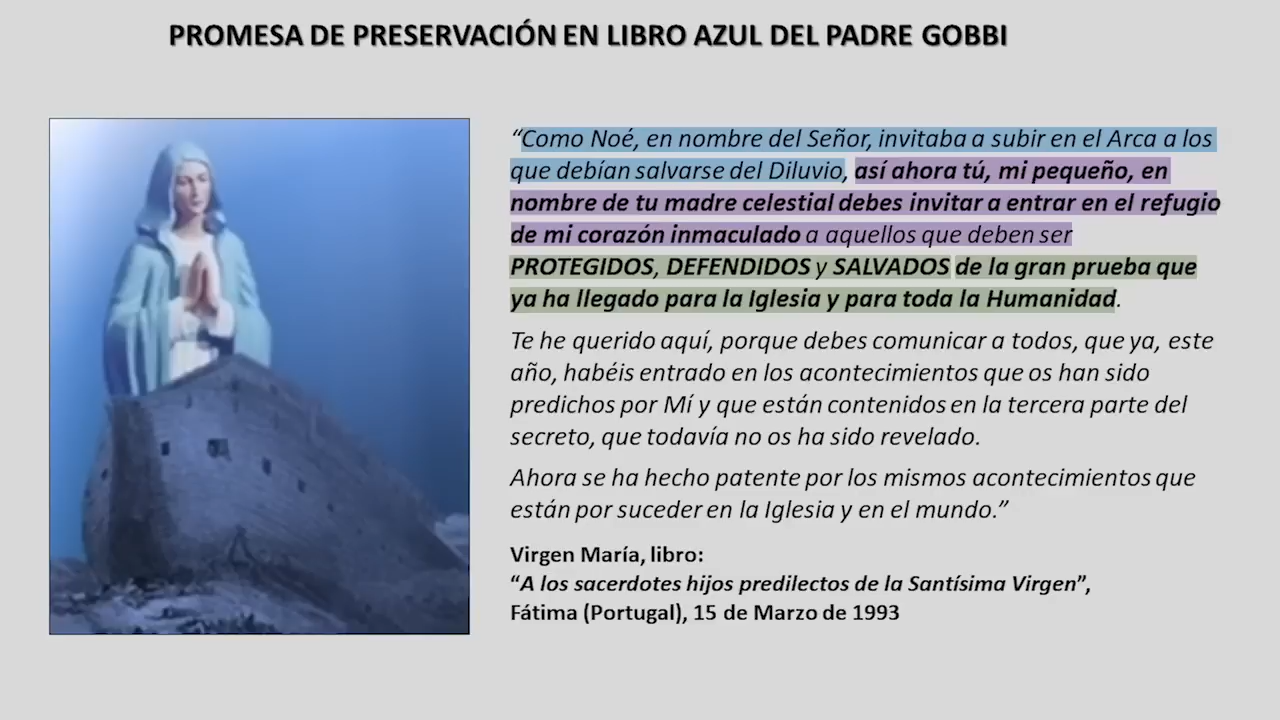 PROMESA DE PRESERVACIÓN EN LIBRO AZUL DEL PADRE GOBBI
“Como Noé, en nombre del Señor, invitaba a subir en el Arca a los
que debían salvarse del Diluvio, así ahora tú, mi pequeño, en
nombre de tu madre celestial debes invitar a entrar en el refugio
de mi corazón inmaculado a aquellos que deben ser
PROTEGIDOS, DEFENDIDOS y SALVADOS de la gran prueba que
ya ha llegado para la Iglesia y para toda la Humanidad.
Te he querido aquí, porque debes comunicar a todos, que ya, este
año, habéis entrado en los acontecimientos que os han sido
predichos por Mí y que están contenidos en la tercera parte del
secreto, que todavía no os ha sido revelado.
Ahora se ha hecho patente por los mismos acontecimientos que
están por suceder en la Iglesia y en el mundo.”
Virgen María, libro:
“A los sacerdotes hijos predilectos de la Santísima Virgen”,
Fátima (Portugal), 15 de Marzo de 1993